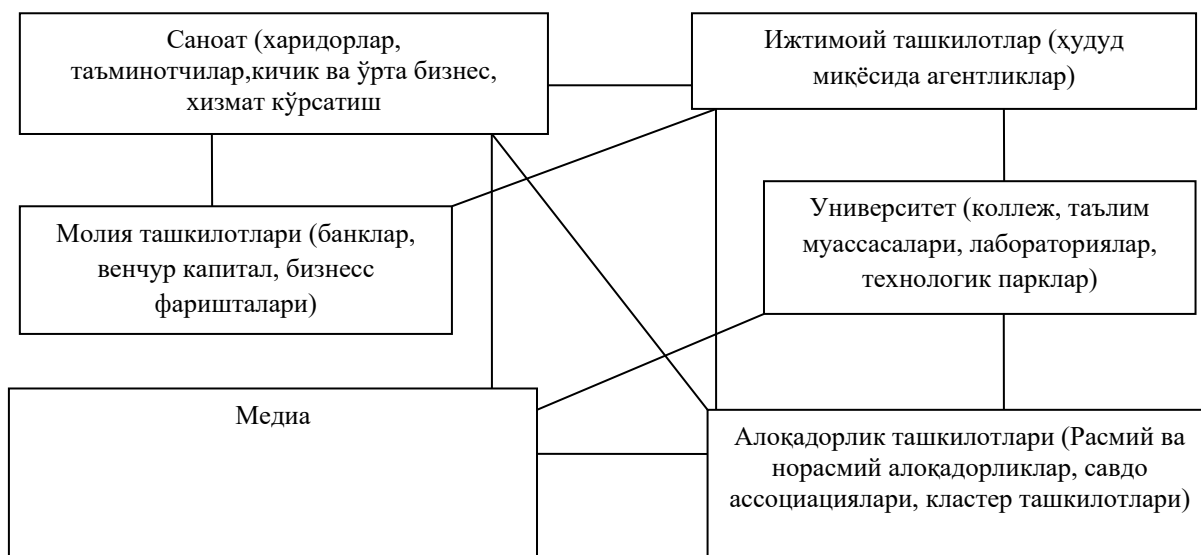 Саноат (харидорлар,
таъминотчилар,кичик ва ўрта бизнес,
хизмат кўрсатиш
Ижтимоий ташкилотлар (ҳудуд
миқёсида агентликлар)
Молия ташкилотлари (банклар,
венчур капитал, бизнесс
фаришталари)
Университет (коллеж, таълим
муассасалари, лабораториялар,
технологик парклар)
Медиа
Алоқадорлик ташкилотлари (Расмий ва
норасмий алоқадорликлар, савдо
ассоциациялари, кластер ташкилотлари)